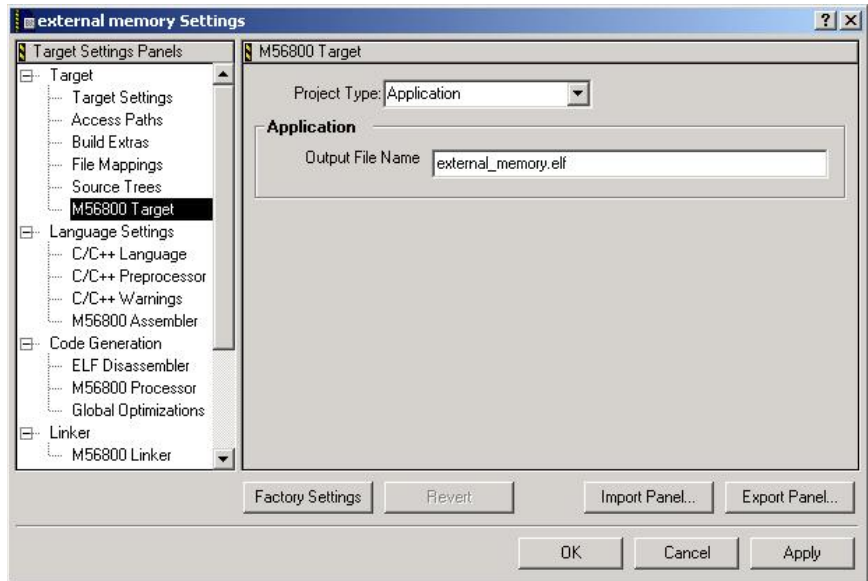 external memory Settings
Target Settings Panels
Target
Target Settings
Access Paths
Build Extras
File Mappings
Source Trees
M56800 Target
Language Settings
C/C++ Language
C/C++ Preprocessor
C/C++ Warnings
M56800 Assembler
Code Generation
ELF Disassembler
M56800 Processor
Global Optimizations
Linker
M56800 Linker
M56800 Target
Project Type: Application
Application
Output File Name external_memory.elf
Factory Settings Revert Import Panel... Export Panel...
OK Cancel Apply